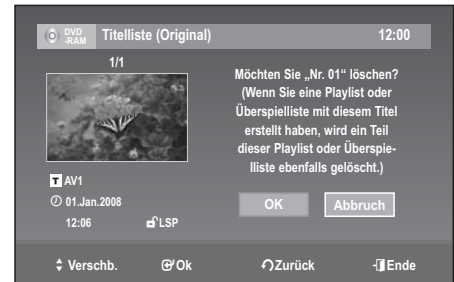 DVD -RAM Titelliste (Original) 12:00
1/1
Möchten Sie „Nr. 01“ löschen?
(Wenn Sie eine Playlist oder
Überspielliste mit diesem Titel
erstellt haben, wird ein Teil
dieser Playlist oder Überspie-
lliste ebenfalls gelöscht.)
T AV1
01.Jan.2008
12:06 LSP
OK Abbruch
Verschb. Ok Zurück Ende